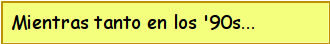 Mientras tanto en los '90s...